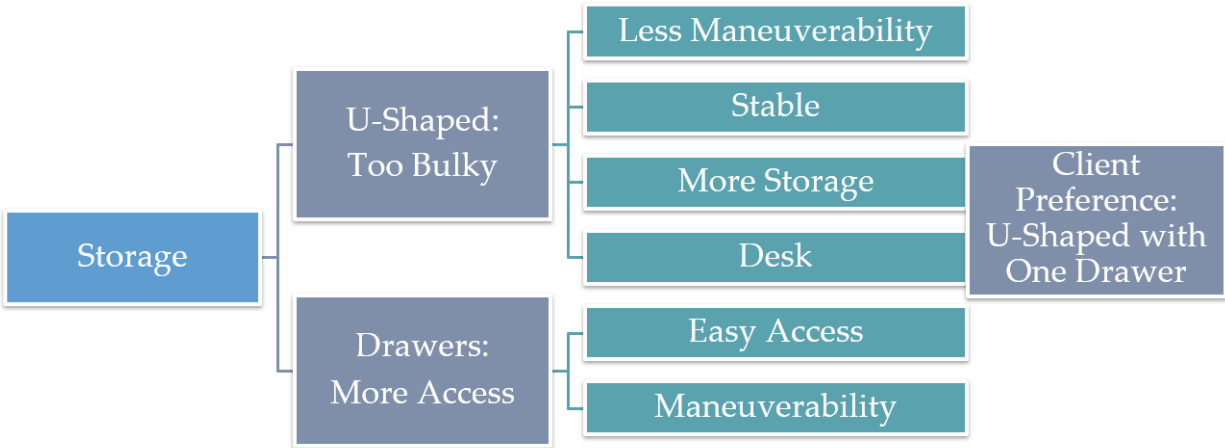 Storage
U-Shaped:
Too Bulky
Less Maneuverability
Stable
More Storage
Desk
Drawers:
More Access
Easy Access
Maneuverability
Client
Preference:
U-Shaped with
One Drawer